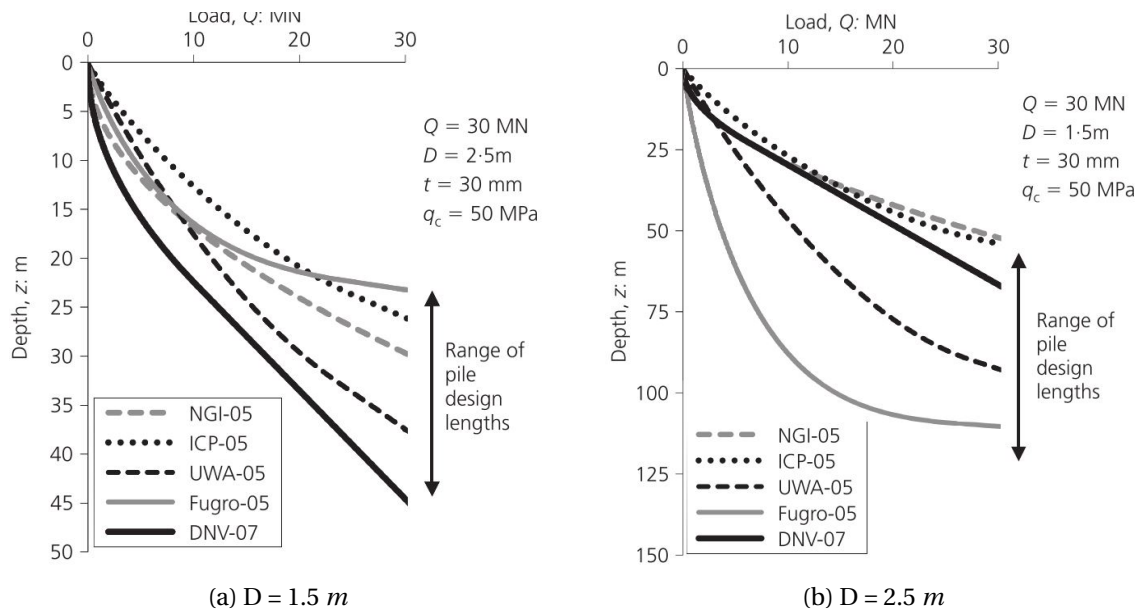 Load, Q: MN
0 10 20 30
0
5
10
15
20
25
30
35
40
45
50
Depth, z: m
Q = 30 MN
D = 2·5m
t = 30 mm
qc = 50 MPa
Range of
pile
design
lengths
NGI-05
ICP-05
UWA-05
Fugro-05
DNV-07
(a) D = 1.5 m
Load, Q: MN
0 10 20 30
0
25
50
75
100
125
150
Depth, z: m
Q = 30 MN
D = 1·5m
t = 30 mm
qc = 50 MPa
Range of
pile
design
lengths
NGI-05
ICP-05
UWA-05
Fugro-05
DNV-07
(b) D = 2.5 m